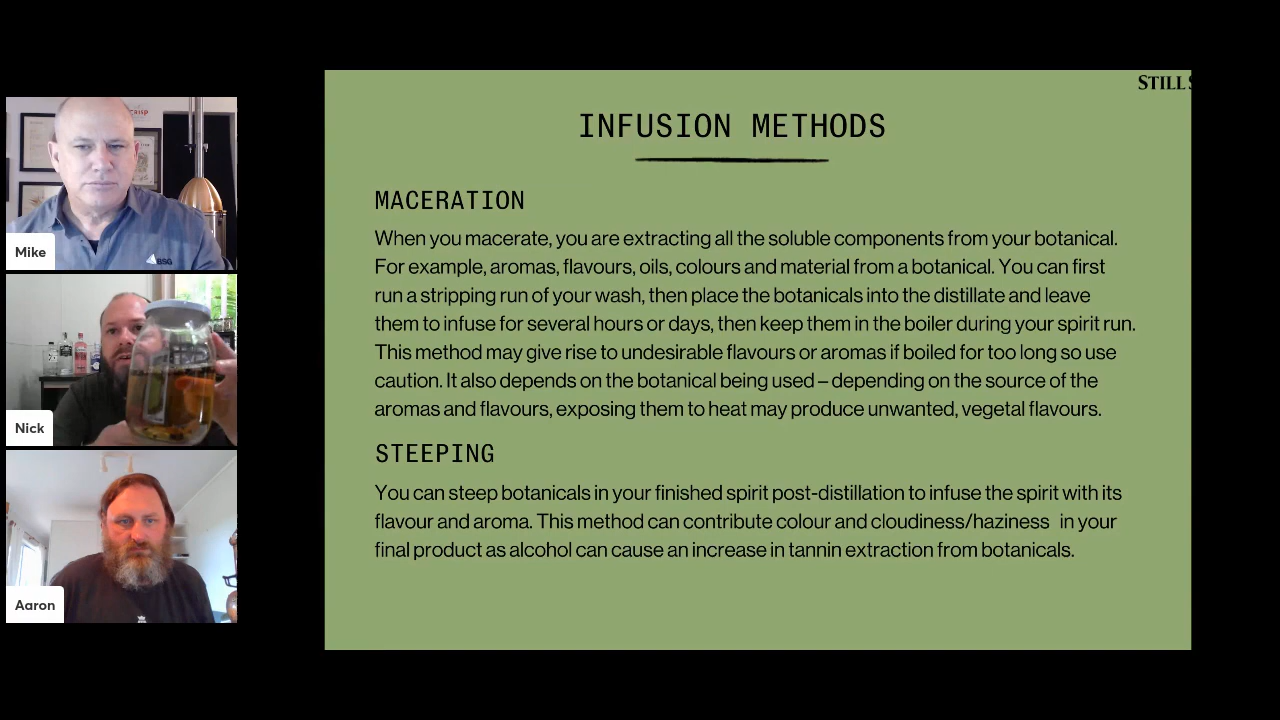 STILL
INFUSION METHODS
MACERATION
When you macerate, you are extracting all the soluble components from your botanical.
For example, aromas, flavours, oils, colours and material from a botanical. You can first
run a stripping run of your wash, then place the botanicals into the distillate and leave
them to infuse for several hours or days, then keep them in the boiler during your spirit run.
This method may give rise to undesirable flavours or aromas if boiled for too long so use
caution. It also depends on the botanical being used – depending on the source of the
aromas and flavours, exposing them to heat may produce unwanted, vegetal flavours.
STEEPING
You can steep botanicals in your finished spirit post-distillation to infuse the spirit with its
flavour and aroma. This method can contribute colour and cloudiness/haziness in your
final product as alcohol can cause an increase in tannin extraction from botanicals.
CRISP
BSG
Mike
Nick
Aaron